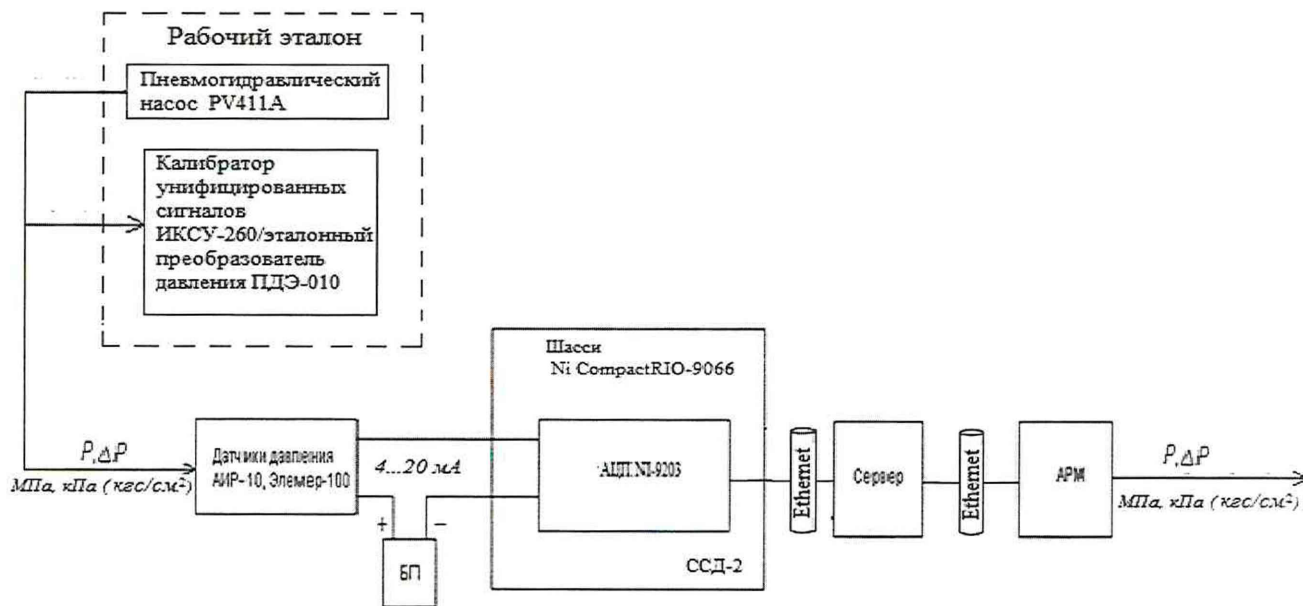 Рабочий эталон
Пневмогидравлический
насос PV411A
Калибратор
унифицированных
сигналов
ИКСУ-260/эталонный
преобразователь
давления ПДЭ-010
Шасси
Ni CompactRIO-9066
P,ΔP
МПа, кПа (кгс/см²)
Датчики давления
АИР-10, Элемер-100
4...20 мА
+
−
БП
АЦП NI-9203
ССД-2
Ethernet
Сервер
Ethernet
АРМ
P,ΔP
МПа, кПа (кгс/см²)